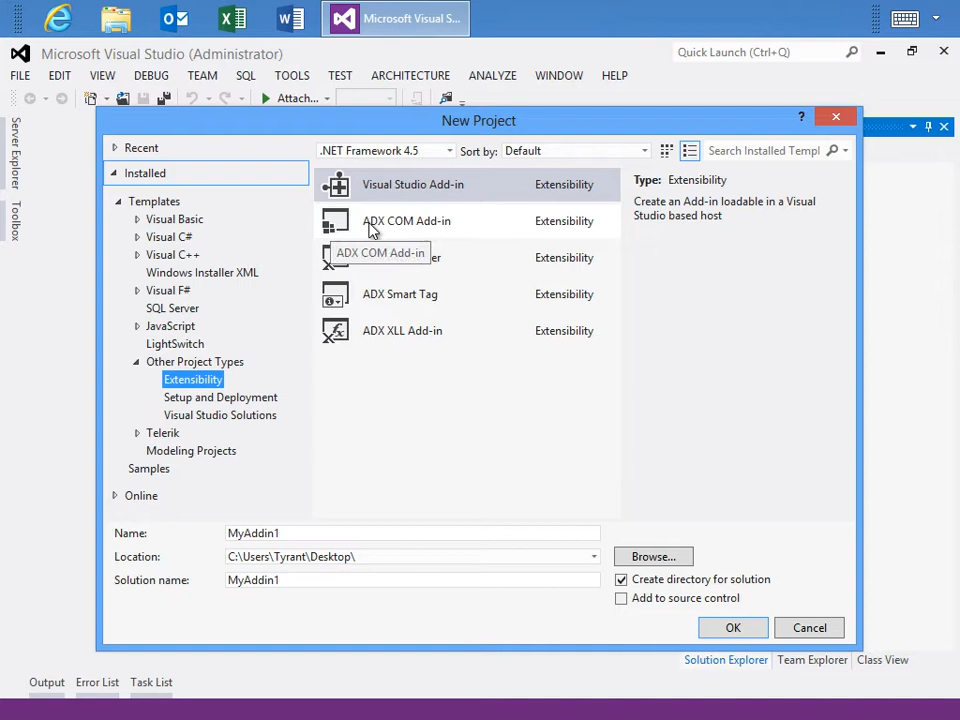 Microsoft Visual S...
Microsoft Visual Studio (Administrator)
Quick Launch (Ctrl+Q)
FILE EDIT VIEW DEBUG TEAM SQL TOOLS TEST ARCHITECTURE ANALYZE WINDOW HELP
Attach...
Server Explorer
Toolbox
New Project
?
Recent
.NET Framework 4.5
Sort by:
Default
Search Installed Templ
Installed
Templates
Visual Basic
Visual C#
Visual C++
Windows Installer XML
Visual F#
SQL Server
JavaScript
LightSwitch
Other Project Types
Extensibility
Setup and Deployment
Visual Studio Solutions
Telerik
Modeling Projects
Samples
Online
Visual Studio Add-in Extensibility
ADX COM Add-in Extensibility
ADX COM Add-in
er Extensibility
ADX Smart Tag Extensibility
ADX XLL Add-in Extensibility
Type: Extensibility
Create an Add-in loadable in a Visual
Studio based host
Name: MyAddin1
Location: C:\Users\Tyrant\Desktop\
Browse...
Solution name: MyAddin1
Create directory for solution
Add to source control
OK
Cancel
Solution Explorer Team Explorer Class View
Output Error List Task List